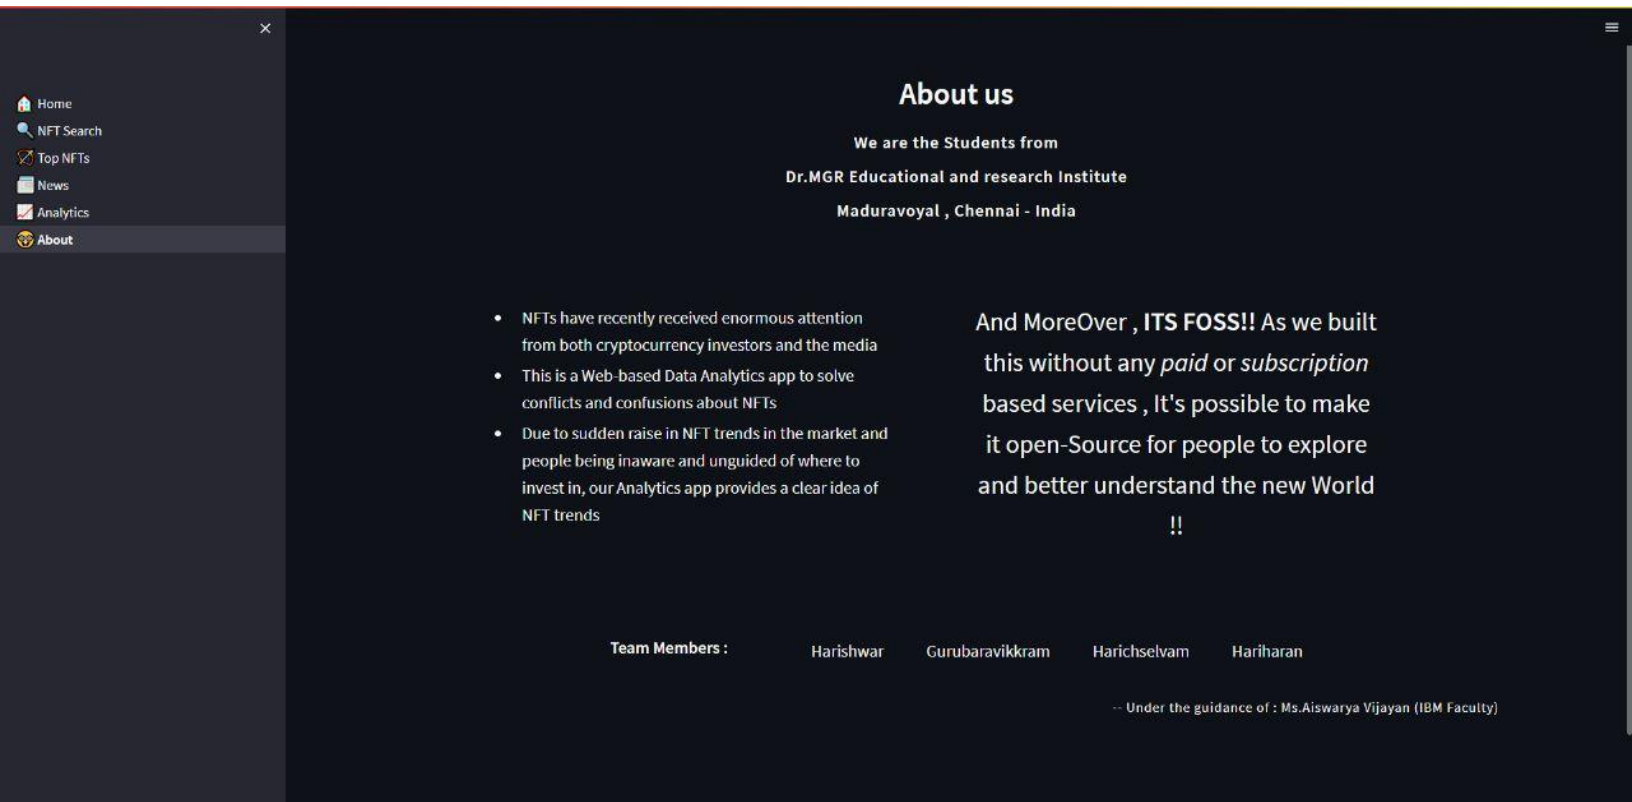 Home
NFT Search
Top NFTs
News
Analytics
About
About us
We are the Students from
Dr.MGR Educational and research Institute
Maduravoyal , Chennai - India
• NFTs have recently received enormous attention
from both cryptocurrency investors and the media
• This is a Web-based Data Analytics app to solve
conflicts and confusions about NFTs
• Due to sudden raise in NFT trends in the market and
people being inaware and unguided of where to
invest in, our Analytics app provides a clear idea of
NFT trends
And MoreOver , ITS FOSS!! As we built
this without any paid or subscription
based services , It's possible to make
it open-Source for people to explore
and better understand the new World
!!
Team Members : Harishwar Gurubaravikkram Harichselvam Hariharan
-- Under the guidance of : Ms.Aiswarya Vijayan (IBM Faculty)